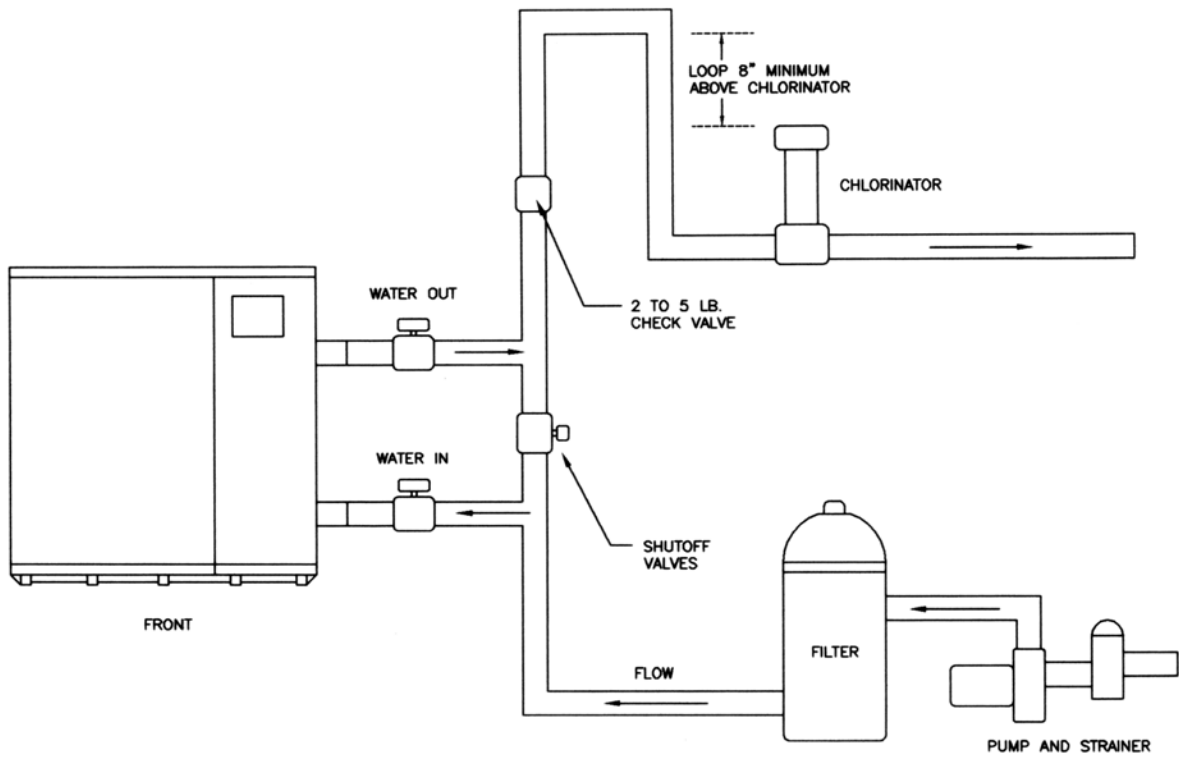 LOOP 8" MINIMUM
ABOVE CHLORINATOR
CHLORINATOR
WATER OUT
2 TO 5 LB.
CHECK VALVE
WATER IN
SHUTOFF
VALVES
FRONT
FILTER
FLOW
PUMP AND STRAINER